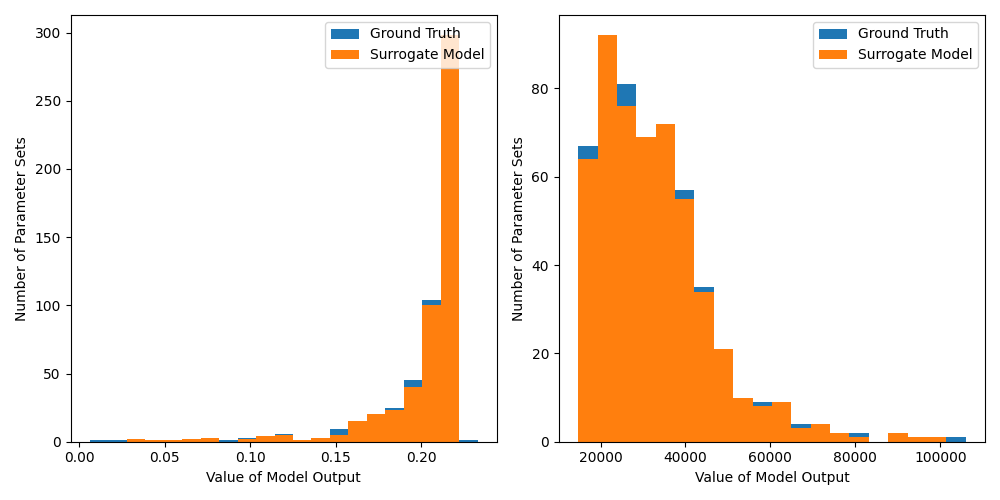 Ground Truth
Surrogate Model
300
250
200
150
100
50
0
Number of Parameter Sets
0.00 0.05 0.10 0.15 0.20
Value of Model Output
Ground Truth
Surrogate Model
80
60
40
20
0
Number of Parameter Sets
20000 40000 60000 80000 100000
Value of Model Output